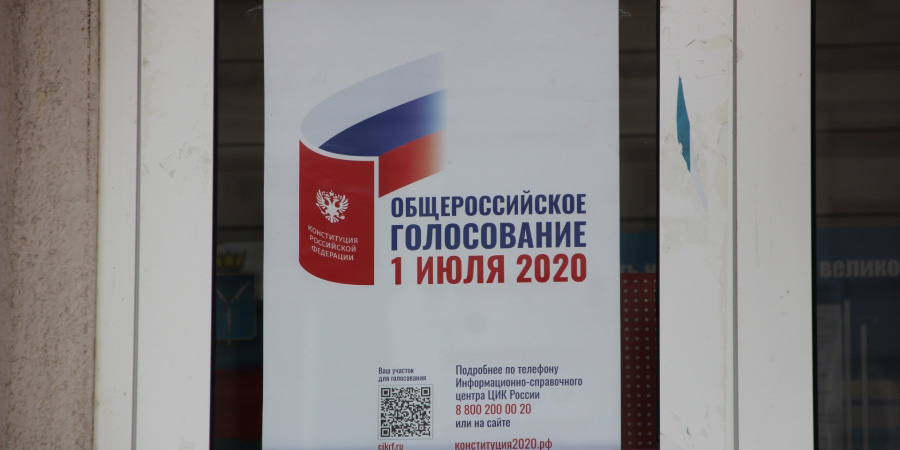 КОНСТИТУЦИЯ
РОССИЙСКОЙ
ФЕДЕРАЦИИ
ОБЩЕРОССИЙСКОЕ
ГОЛОСОВАНИЕ
1 ИЮЛЯ 2020
Ваш участок
для голосования
cikrf.ru
Подробнее по телефону
Информационно-справочного
центра ЦИК России
8 800 200 00 20
или на сайте
конституция2020.рф
велико